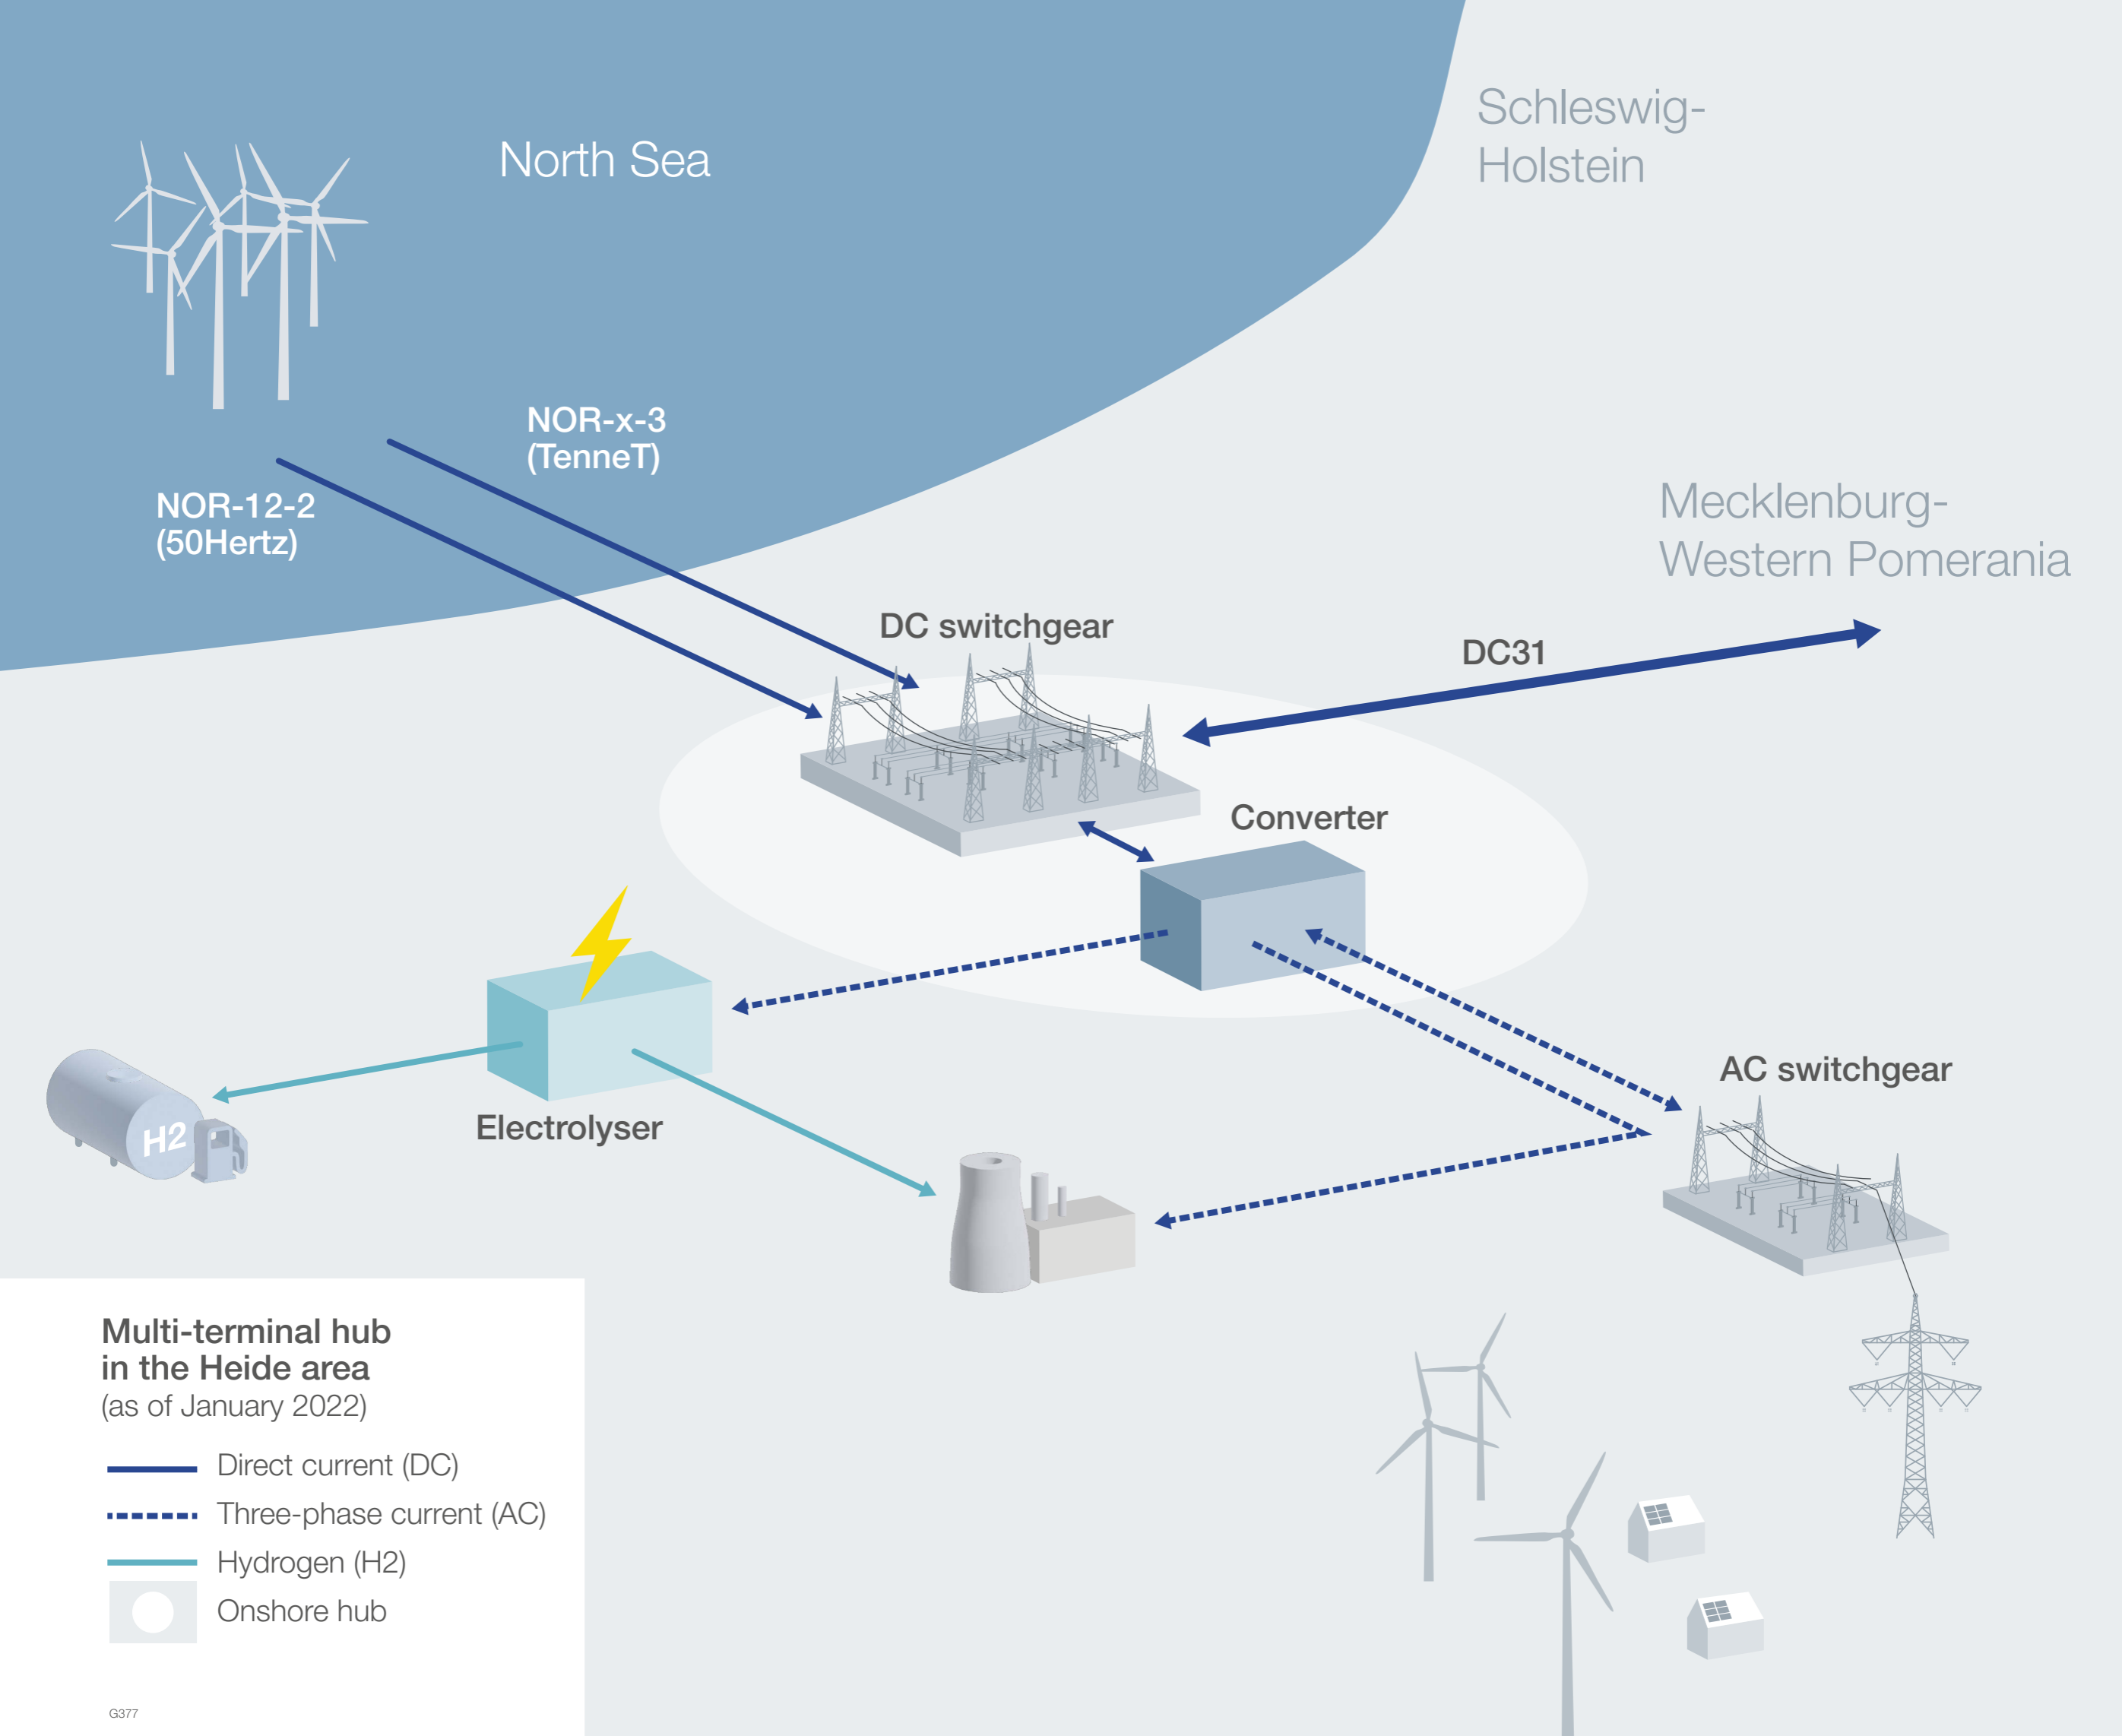 North Sea
Schleswig-
Holstein
NOR-x-3
(TenneT)
NOR-12-2
(50Hertz)
Mecklenburg-
Western Pomerania
DC switchgear
DC31
Converter
AC switchgear
Electrolyser
H2
Multi-terminal hub
in the Heide area
(as of January 2022)
Direct current (DC)
Three-phase current (AC)
Hydrogen (H2)
Onshore hub
G377